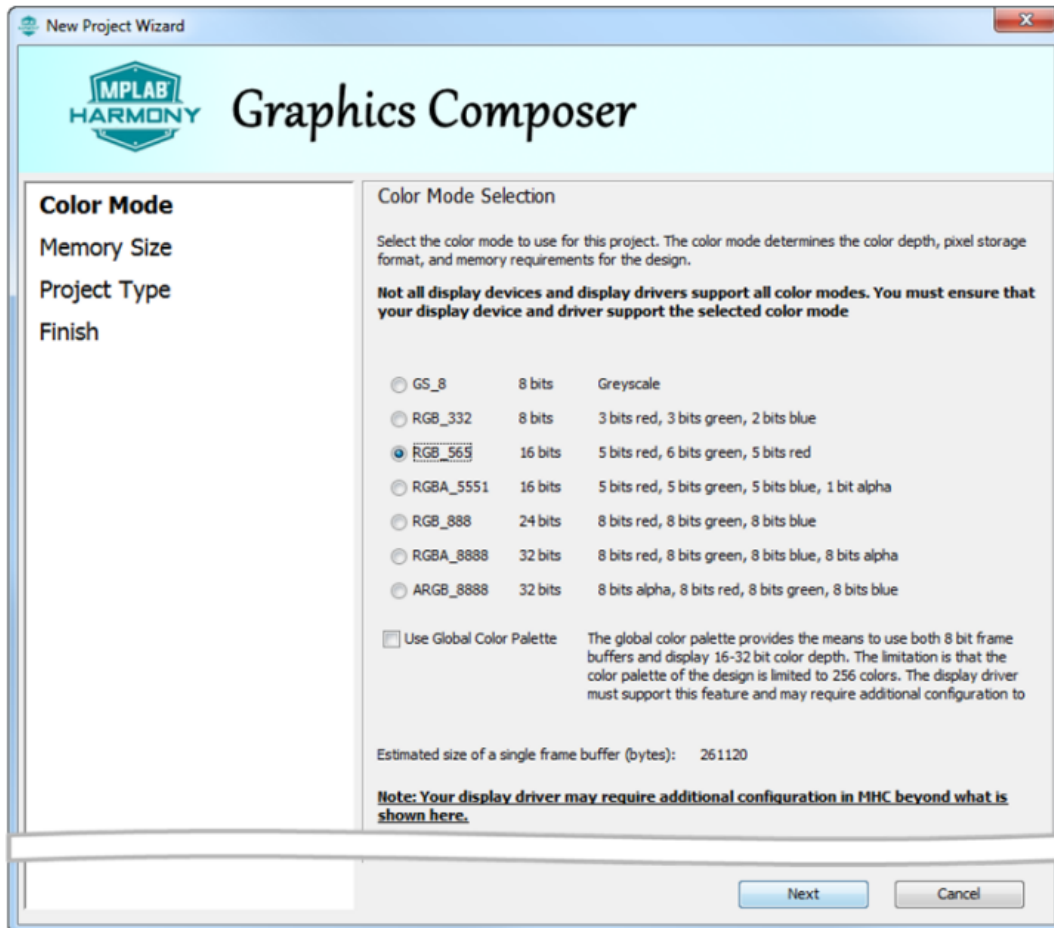 New Project Wizard
MPLAB
HARMONY
Graphics Composer
Color Mode
Memory Size
Project Type
Finish
Color Mode Selection
Select the color mode to use for this project. The color mode determines the color depth, pixel storage
format, and memory requirements for the design.
Not all display devices and display drivers support all color modes. You must ensure that
your display device and driver support the selected color mode
GS_8 8 bits Greyscale
RGB_332 8 bits 3 bits red, 3 bits green, 2 bits blue
RGB_565 16 bits 5 bits red, 6 bits green, 5 bits red
RGBA_5551 16 bits 5 bits red, 5 bits green, 5 bits blue, 1 bit alpha
RGB_888 24 bits 8 bits red, 8 bits green, 8 bits blue
RGBA_8888 32 bits 8 bits red, 8 bits green, 8 bits blue, 8 bits alpha
ARGB_8888 32 bits 8 bits alpha, 8 bits red, 8 bits green, 8 bits blue
Use Global Color Palette The global color palette provides the means to use both 8 bit frame
buffers and display 16-32 bit color depth. The limitation is that the
color palette of the design is limited to 256 colors. The display driver
must support this feature and may require additional configuration to
Estimated size of a single frame buffer (bytes): 261120
Note: Your display driver may require additional configuration in MHC beyond what is
shown here.
Next Cancel